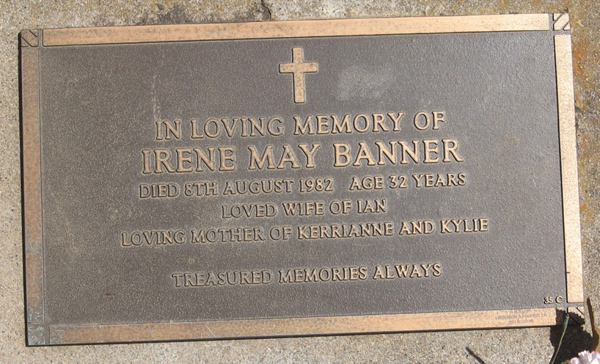 IN LOVING MEMORY OF
IRENE MAY BANNER
DIED 8TH AUGUST 1982 AGE 32 YEARS
LOVED WIFE OF IAN
LOVING MOTHER OF KERRIANNE AND KYLIE
TREASURED MEMORIES ALWAYS
35 C